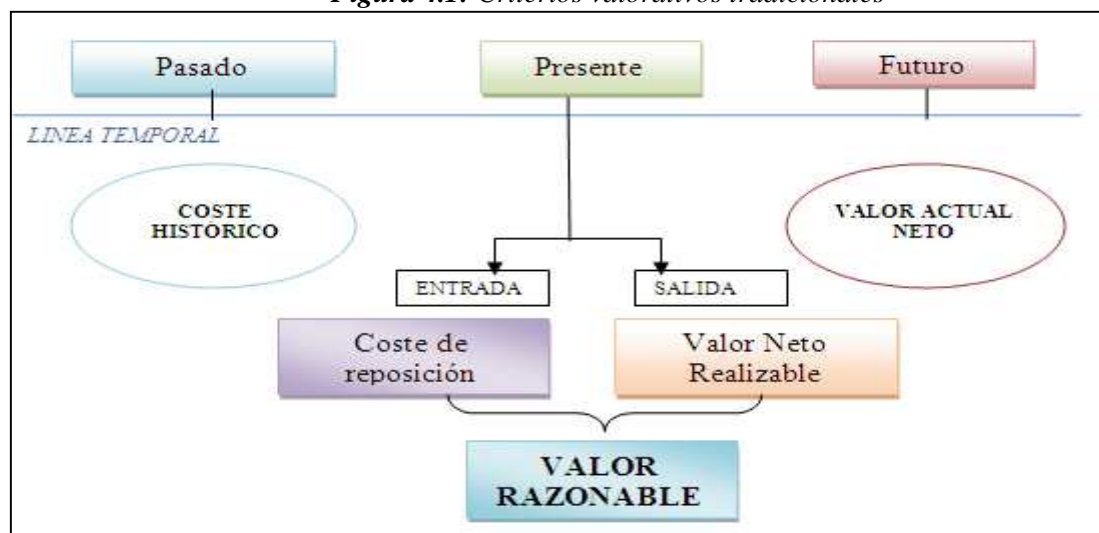 Figura 4.1: Criterios valorativos tradicionales
Pasado
Presente
Futuro
LINEA TEMPORAL
COSTE
HISTÓRICO
VALOR ACTUAL
NETO
ENTRADA
SALIDA
Coste de
reposición
Valor Neto
Realizable
VALOR
RAZONABLE